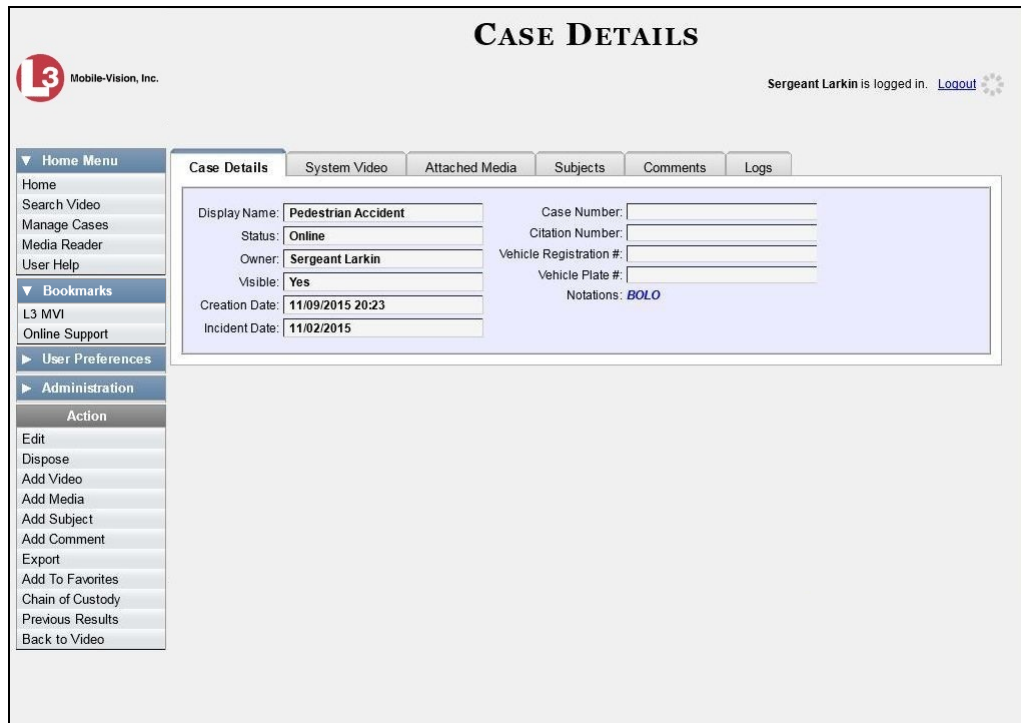 CASE DETAILS
L3 Mobile-Vision, Inc.
Sergeant Larkin is logged in. Logout
▼ Home Menu
Home
Search Video
Manage Cases
Media Reader
User Help
▼ Bookmarks
L3 MVI
Online Support
▶ User Preferences
▶ Administration
Action
Edit
Dispose
Add Video
Add Media
Add Subject
Add Comment
Export
Add To Favorites
Chain of Custody
Previous Results
Back to Video
Case Details System Video Attached Media Subjects Comments Logs
Display Name: Pedestrian Accident
Status: Online
Owner: Sergeant Larkin
Visible: Yes
Creation Date: 11/09/2015 20:23
Incident Date: 11/02/2015
Case Number:
Citation Number:
Vehicle Registration #:
Vehicle Plate #:
Notations: BOLO